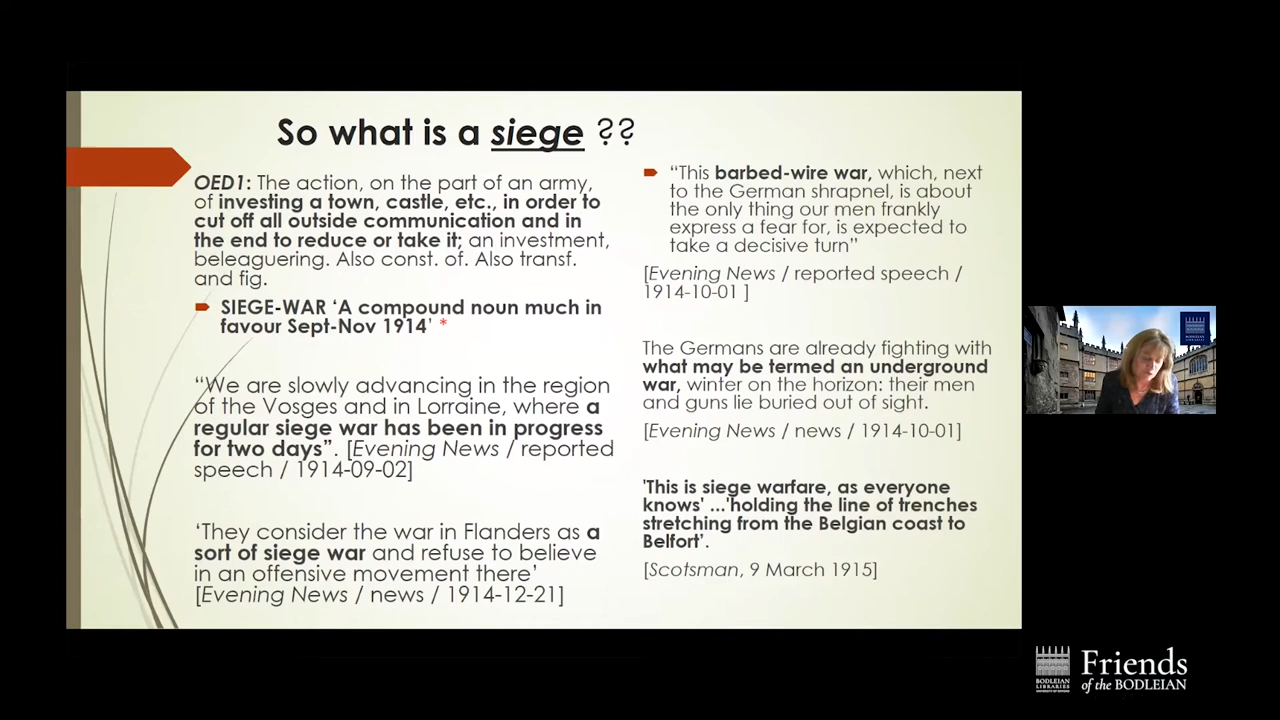 So what is a siege ??
OED1: The action, on the part of an army,
of investing a town, castle, etc., in order to
cut off all outside communication and in
the end to reduce or take it; an investment,
beleaguering. Also const. of. Also transf.
and fig.
SIEGE-WAR ‘A compound noun much in
favour Sept-Nov 1914’ *
“We are slowly advancing in the region
of the Vosges and in Lorraine, where a
regular siege war has been in progress
for two days”. [Evening News / reported
speech / 1914-09-02]
‘They consider the war in Flanders as a
sort of siege war and refuse to believe
in an offensive movement there’
[Evening News / news / 1914-12-21]
“This barbed-wire war, which, next
to the German shrapnel, is about
the only thing our men frankly
express a fear for, is expected to
take a decisive turn”
[Evening News / reported speech /
1914-10-01 ]
The Germans are already fighting with
what may be termed an underground
war, winter on the horizon: their men
and guns lie buried out of sight.
[Evening News / news / 1914-10-01]
'This is siege warfare, as everyone
knows' ...'holding the line of trenches
stretching from the Belgian coast to
Belfort'.
[Scotsman, 9 March 1915]
BODLEIAN
LIBRARIES
Friends
of the BODLEIAN